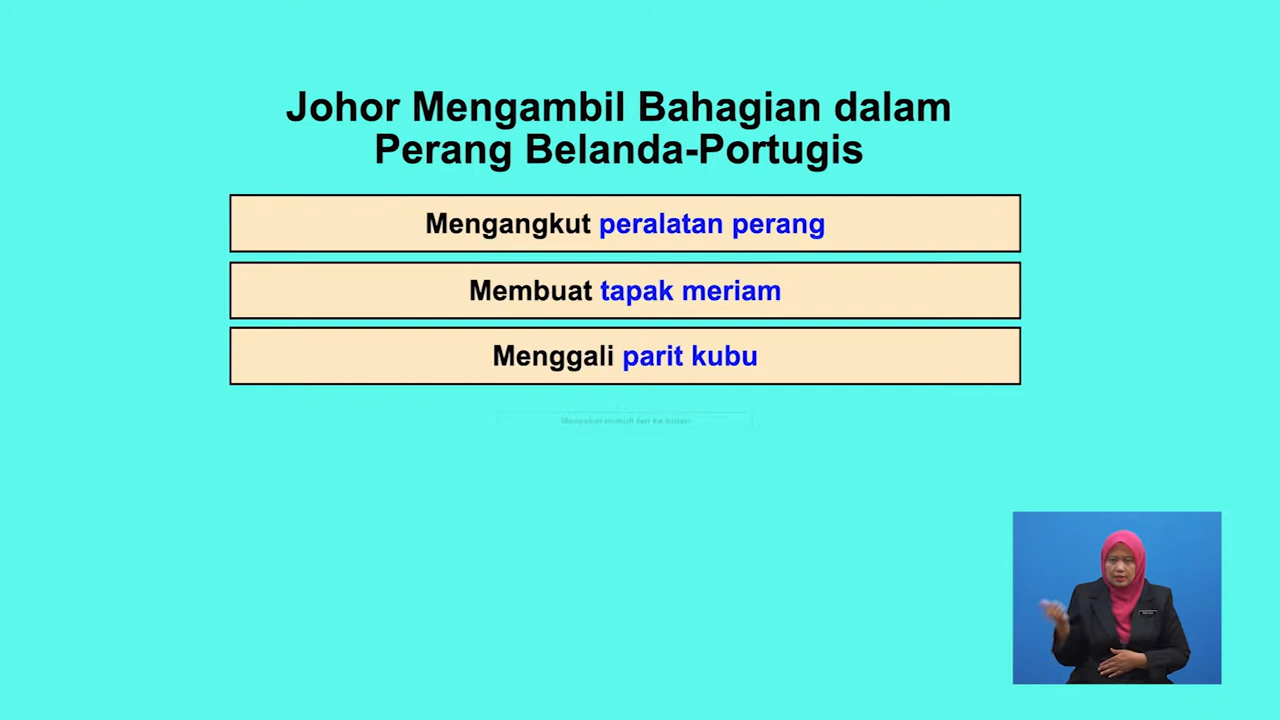 Johor Mengambil Bahagian dalam
Perang Belanda-Portugis
Mengangkut peralatan perang
Membuat tapak meriam
Menggali parit kubu